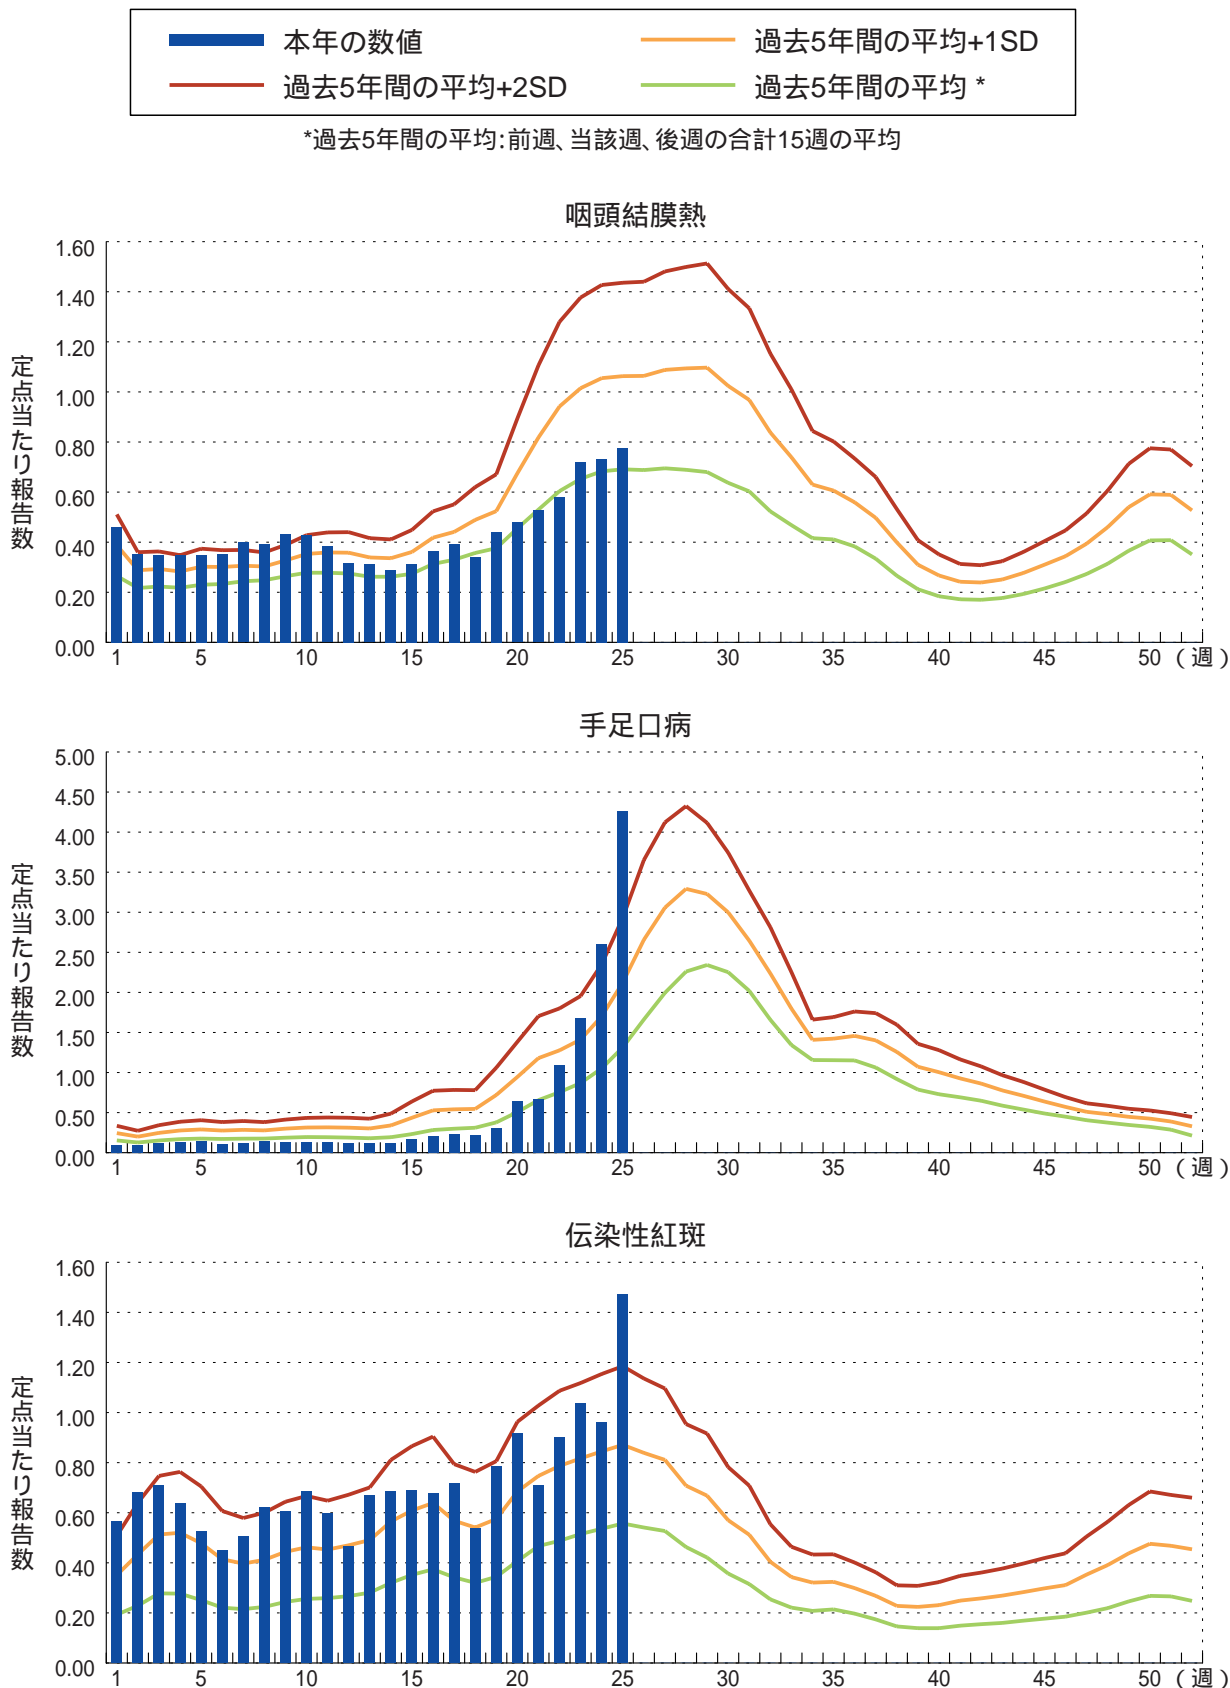 本年の数値 過去5年間の平均+1SD
過去5年間の平均+2SD 過去5年間の平均 *
*過去5年間の平均:前週、当該週、後週の合計15週の平均
咽頭結膜熱
定点当たり報告数
1.60
1.40
1.20
1.00
0.80
0.60
0.40
0.20
0.00
1 5 10 15 20 25 30 35 40 45 50 (週)
手足口病
定点当たり報告数
5.00
4.50
4.00
3.50
3.00
2.50
2.00
1.50
1.00
0.50
0.00
1 5 10 15 20 25 30 35 40 45 50 (週)
伝染性紅斑
定点当たり報告数
1.60
1.40
1.20
1.00
0.80
0.60
0.40
0.20
0.00
1 5 10 15 20 25 30 35 40 45 50 (週)